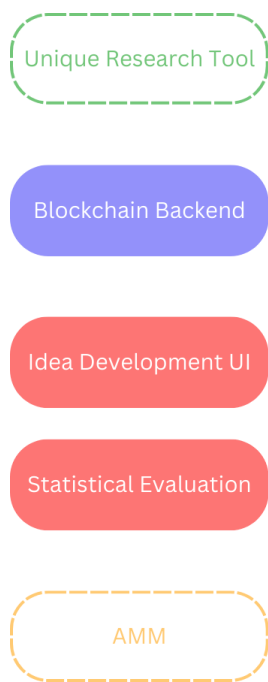 Unique Research Tool
Blockchain Backend
Idea Development UI
Statistical Evaluation
AMM